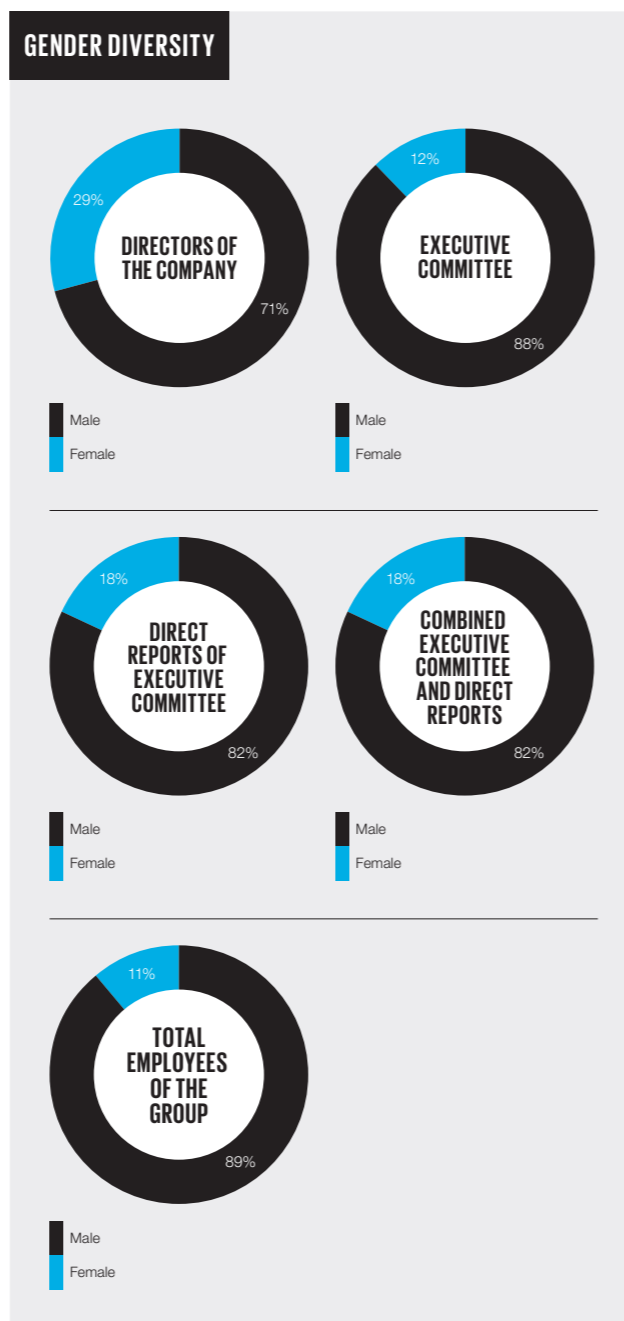 GENDER DIVERSITY
29%
DIRECTORS OF
THE COMPANY
71%
Male
Female
12%
EXECUTIVE
COMMITTEE
88%
Male
Female
18%
DIRECT
REPORTS OF
EXECUTIVE
COMMITTEE
82%
Male
Female
18%
COMBINED
EXECUTIVE
COMMITTEE
AND DIRECT
REPORTS
82%
Male
Female
11%
TOTAL
EMPLOYEES
OF THE
GROUP
89%
Male
Female